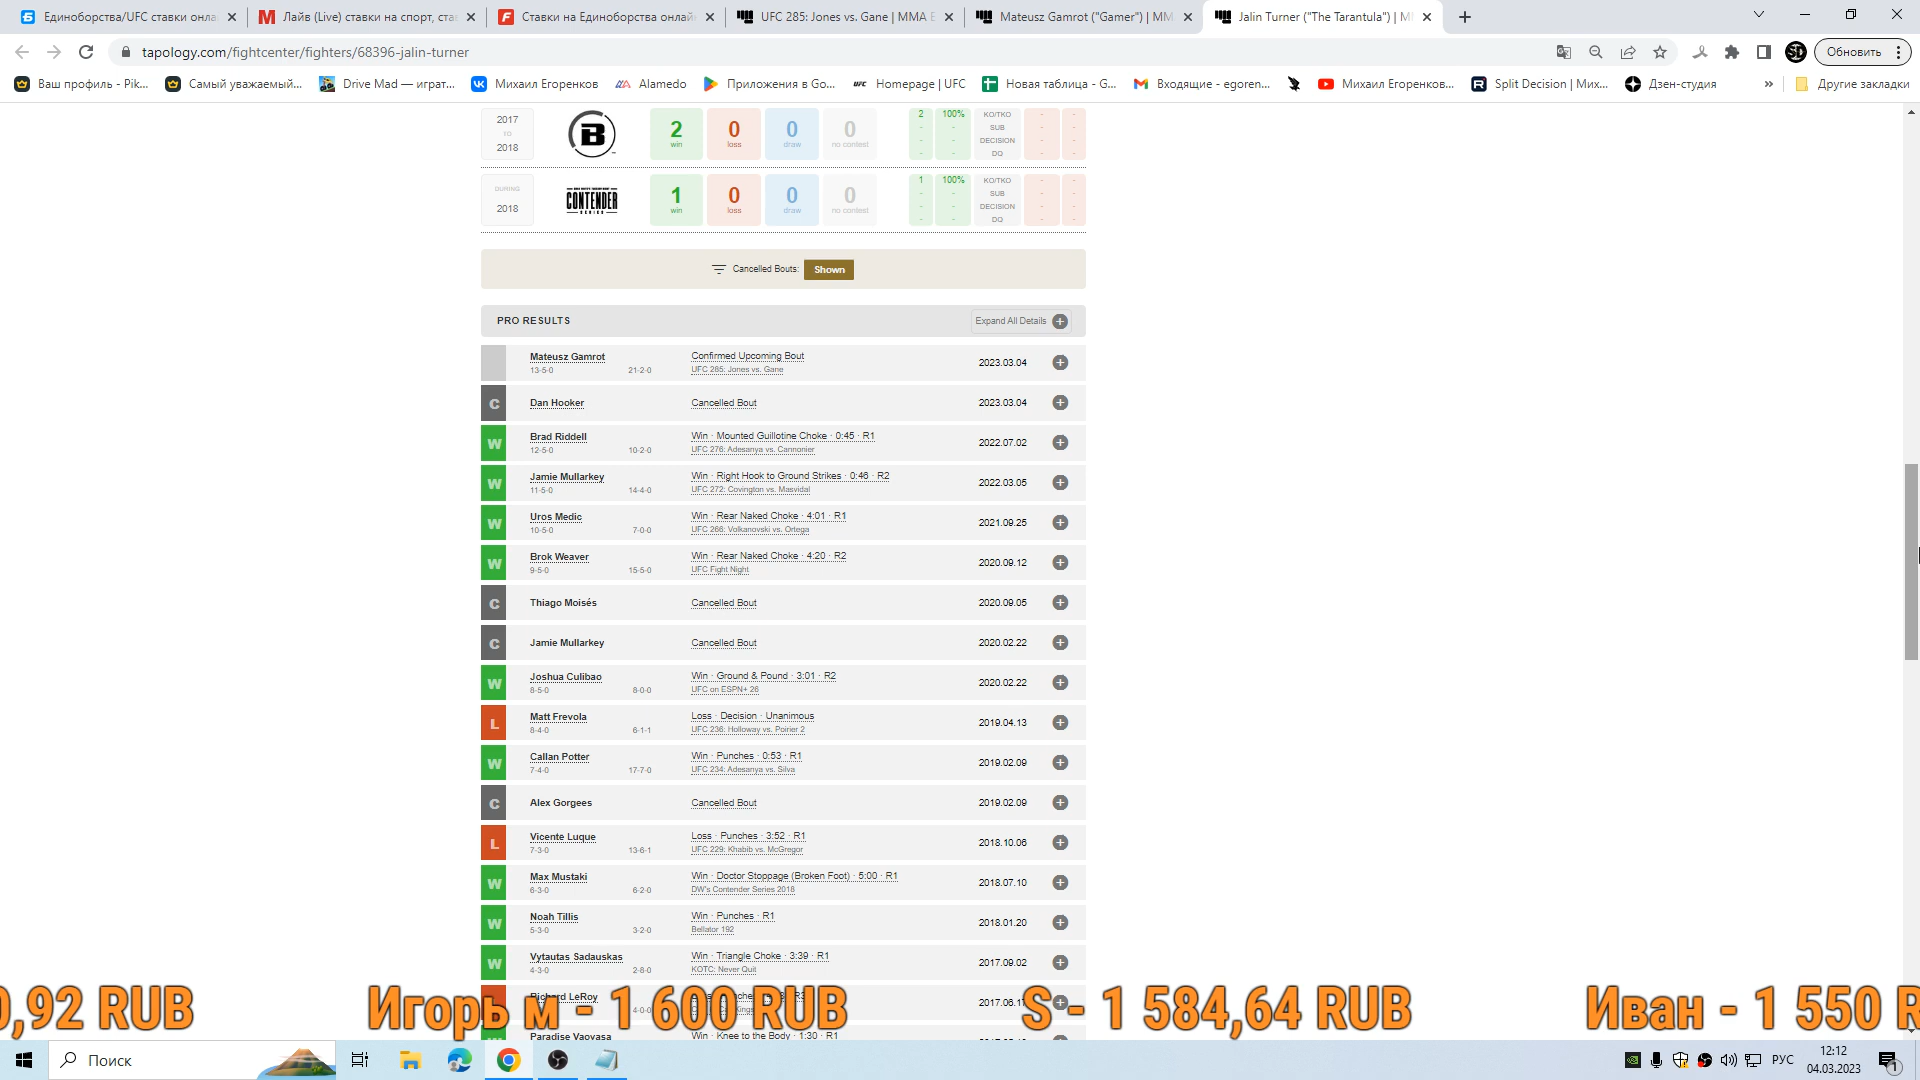 Единоборства/UFC ставки онла
Лайв (Live) ставки на спорт, ста
Ставки на Единоборства онлай
UFC 285: Jones vs. Gane | MMA E
Mateusz Gamrot ("Gamer") | MM
Jalin Turner ("The Tarantula") | M
tapology.com/fightcenter/fighters/68396-jalin-turner
Обновить
Ваш профиль - Pik...
Самый уважаемый...
Drive Mad — играт...
Михаил Егоренков
Alamedo
Приложения в Go...
Homepage | UFC
Новая таблица - G...
Входящие - egoren...
Михаил Егоренков...
Split Decision | Мих...
Дзен-студия
»
Другие закладки
2017 TO 2018
B
2 win 0 loss 0 draw 0 no contest
2 100% KO/TKO - -
- - SUB - -
- - DECISION - -
- - DQ - -
DURING 2018
CONTENDER SERIES
1 win 0 loss 0 draw 0 no contest
1 100% KO/TKO - -
- - SUB - -
- - DECISION - -
- - DQ - -
Cancelled Bouts: Shown
PRO RESULTS Expand All Details
Mateusz Gamrot Confirmed Upcoming Bout 2023.03.04
13-5-0 21-2-0 UFC 285: Jones vs. Gane
C Dan Hooker Cancelled Bout 2023.03.04
W Brad Riddell Win · Mounted Guillotine Choke · 0:45 · R1 2022.07.02
12-5-0 10-2-0 UFC 276: Adesanya vs. Cannonier
W Jamie Mullarkey Win · Right Hook to Ground Strikes · 0:46 · R2 2022.03.05
11-5-0 14-4-0 UFC 272: Covington vs. Masvidal
W Uros Medic Win · Rear Naked Choke · 4:01 · R1 2021.09.25
10-5-0 7-0-0 UFC 266: Volkanovski vs. Ortega
W Brok Weaver Win · Rear Naked Choke · 4:20 · R2 2020.09.12
9-5-0 15-5-0 UFC Fight Night
C Thiago Moisés Cancelled Bout 2020.09.05
C Jamie Mullarkey Cancelled Bout 2020.02.22
W Joshua Culibao Win · Ground & Pound · 3:01 · R2 2020.02.22
8-5-0 8-0-0 UFC on ESPN+ 26
L Matt Frevola Loss · Decision · Unanimous 2019.04.13
8-4-0 6-1-1 UFC 236: Holloway vs. Poirier 2
W Callan Potter Win · Punches · 0:53 · R1 2019.02.09
7-4-0 17-7-0 UFC 234: Adesanya vs. Silva
C Alex Gorgees Cancelled Bout 2019.02.09
L Vicente Luque Loss · Punches · 3:52 · R1 2018.10.06
7-3-0 13-6-1 UFC 229: Khabib vs. McGregor
W Max Mustaki Win · Doctor Stoppage (Broken Foot) · 5:00 · R1 2018.07.10
6-3-0 6-2-0 DW's Contender Series 2018
W Noah Tillis Win · Punches · R1 2018.01.20
5-3-0 3-2-0 Bellator 192
W Vytautas Sadauskas Win · Triangle Choke · 3:39 · R1 2017.09.02
4-3-0 2-8-0 KOTC: Never Quit
Richard LeRoy
4-0-0
Paradise Vaovasa Win · Knee to the Body · 1:30 · R1
0,92 RUB Игорь м - 1 600 RUB S - 1 584,64 RUB Иван - 1 550 R
Поиск
РУС
12:12
04.03.2023
1